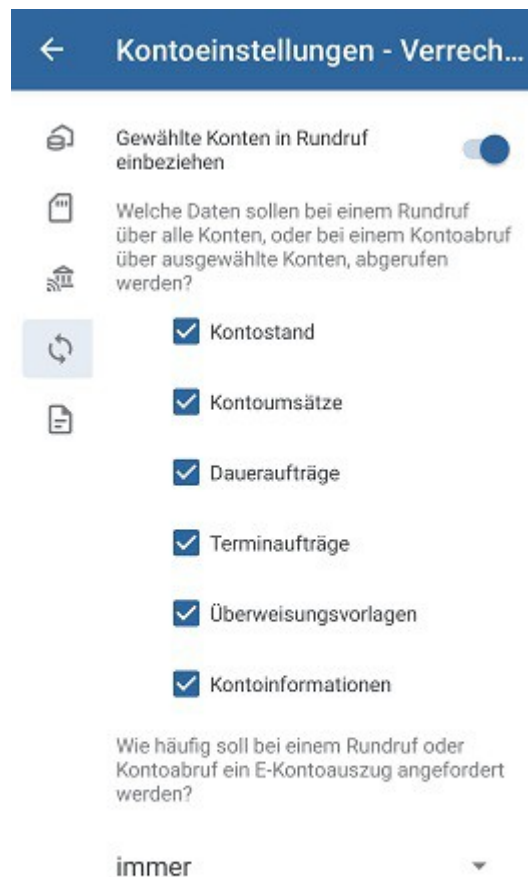 Kontoeinstellungen - Verrech...
Gewählte Konten in Rundruf
einbeziehen
Welche Daten sollen bei einem Rundruf
über alle Konten, oder bei einem Kontoabruf
über ausgewählte Konten, abgerufen
werden?
Kontostand
Kontoumsätze
Daueraufträge
Terminaufträge
Überweisungsvorlagen
Kontoinformationen
Wie häufig soll bei einem Rundruf oder
Kontoabruf ein E-Kontoauszug angefordert
werden?
immer